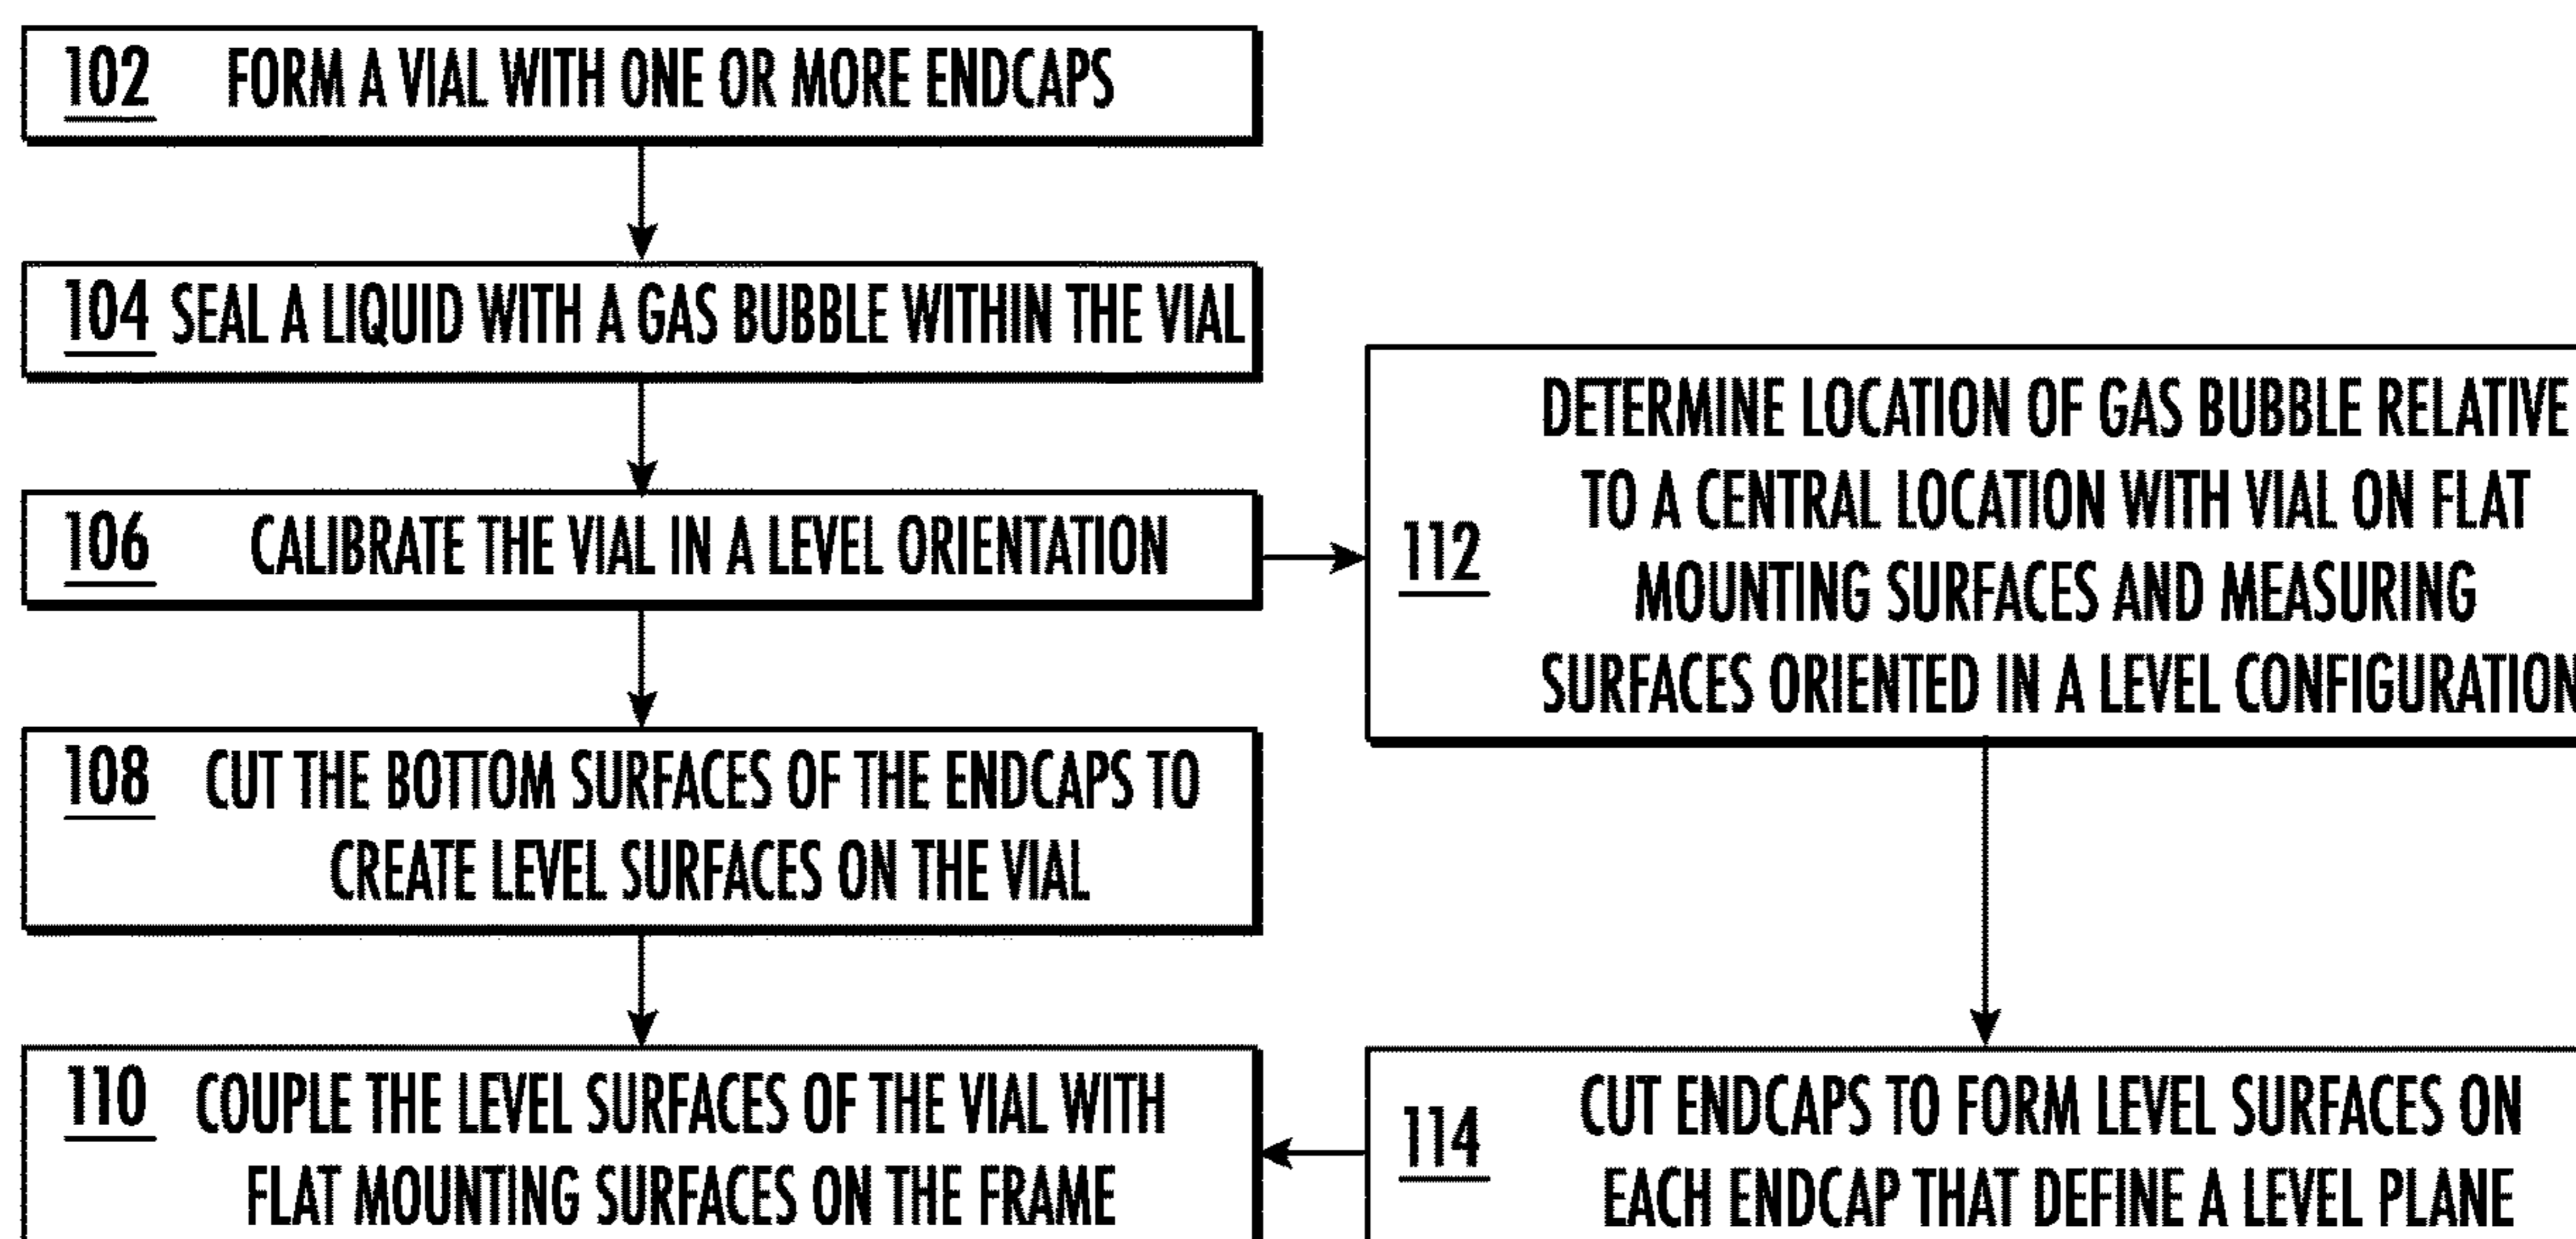 102 FORM A VIAL WITH ONE OR MORE ENDCAPS
104 SEAL A LIQUID WITH A GAS BUBBLE WITHIN THE VIAL
106 CALIBRATE THE VIAL IN A LEVEL ORIENTATION
108 CUT THE BOTTOM SURFACES OF THE ENDCAPS TO
CREATE LEVEL SURFACES ON THE VIAL
110 COUPLE THE LEVEL SURFACES OF THE VIAL WITH
FLAT MOUNTING SURFACES ON THE FRAME
112
DETERMINE LOCATION OF GAS BUBBLE RELATIVE
TO A CENTRAL LOCATION WITH VIAL ON FLAT
MOUNTING SURFACES AND MEASURING
SURFACES ORIENTED IN A LEVEL CONFIGURATION
114
CUT ENDCAPS TO FORM LEVEL SURFACES ON
EACH ENDCAP THAT DEFINE A LEVEL PLANE